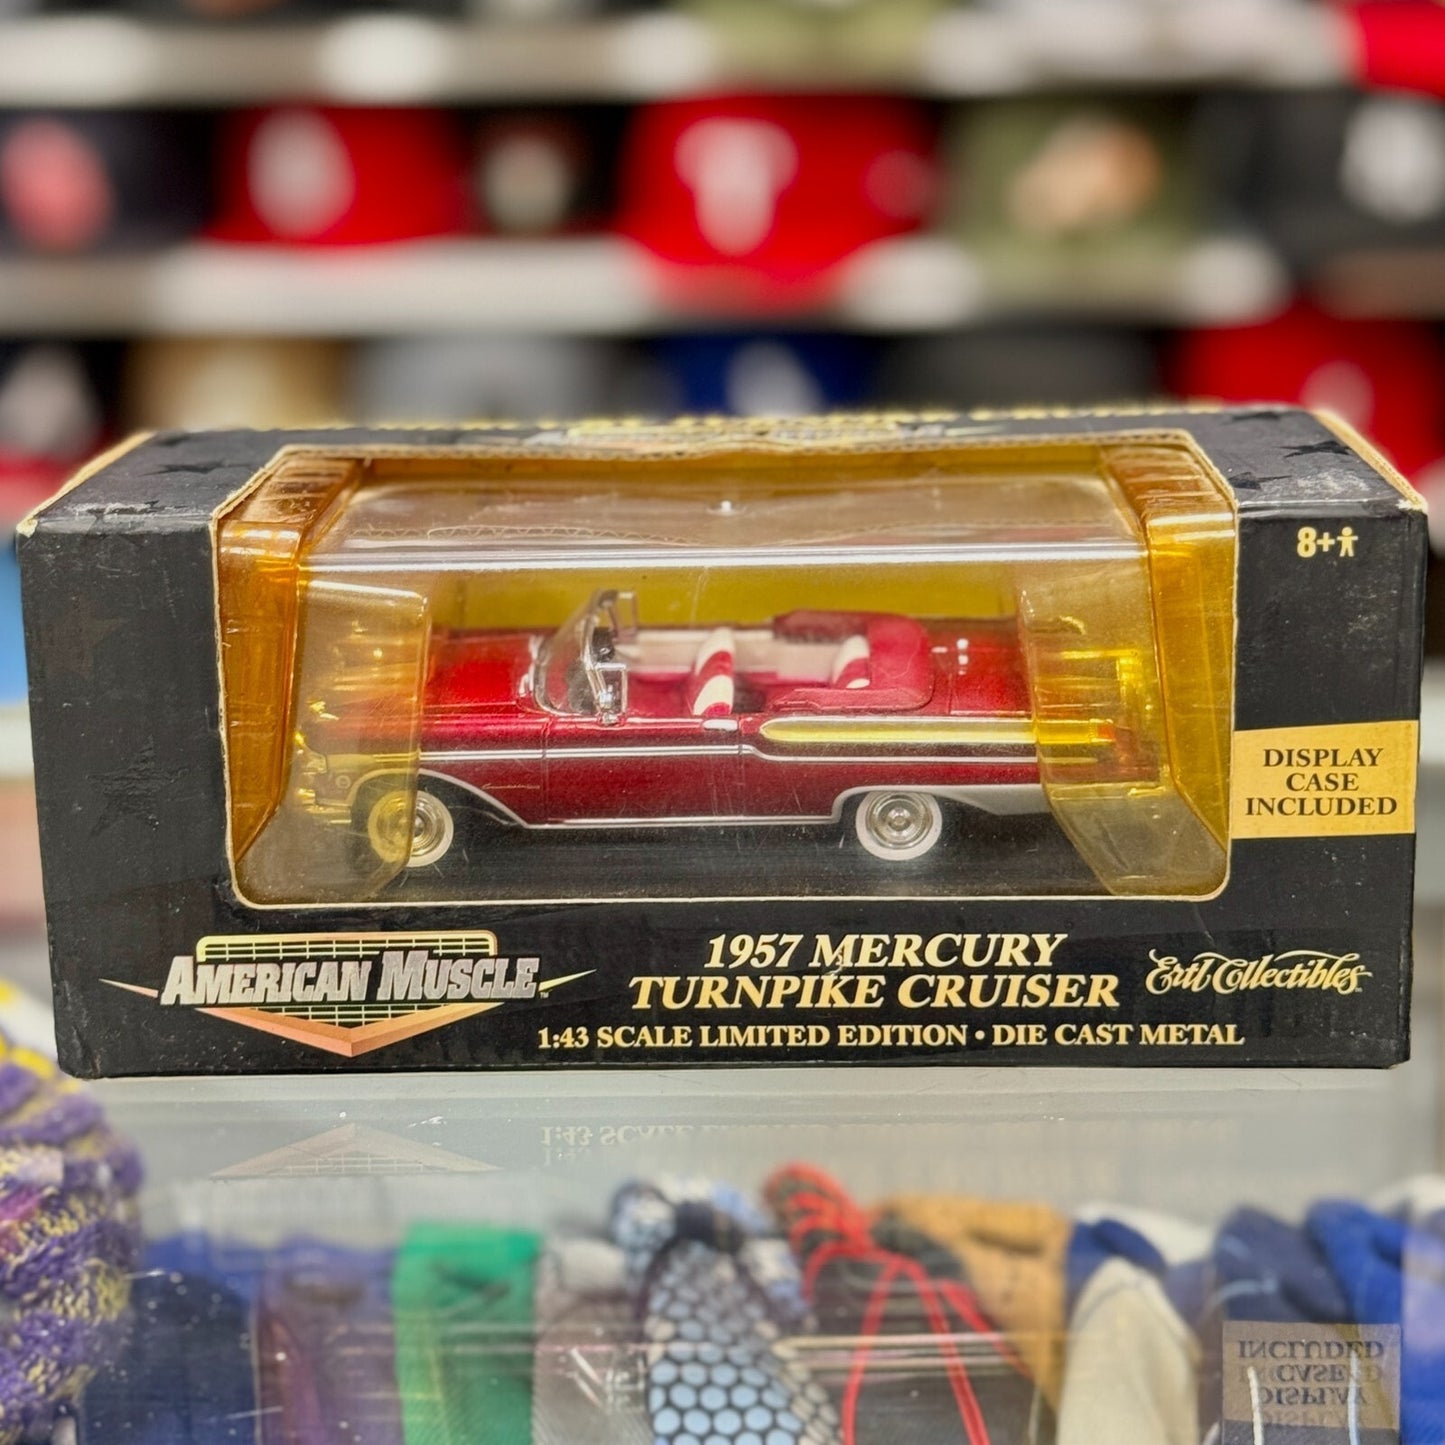 8+
DISPLAY
CASE
INCLUDED
AMERICAN MUSCLE
™
1957 MERCURY
TURNPIKE CRUISER
Ertl Collectibles
1:43 SCALE LIMITED EDITION • DIE CAST METAL